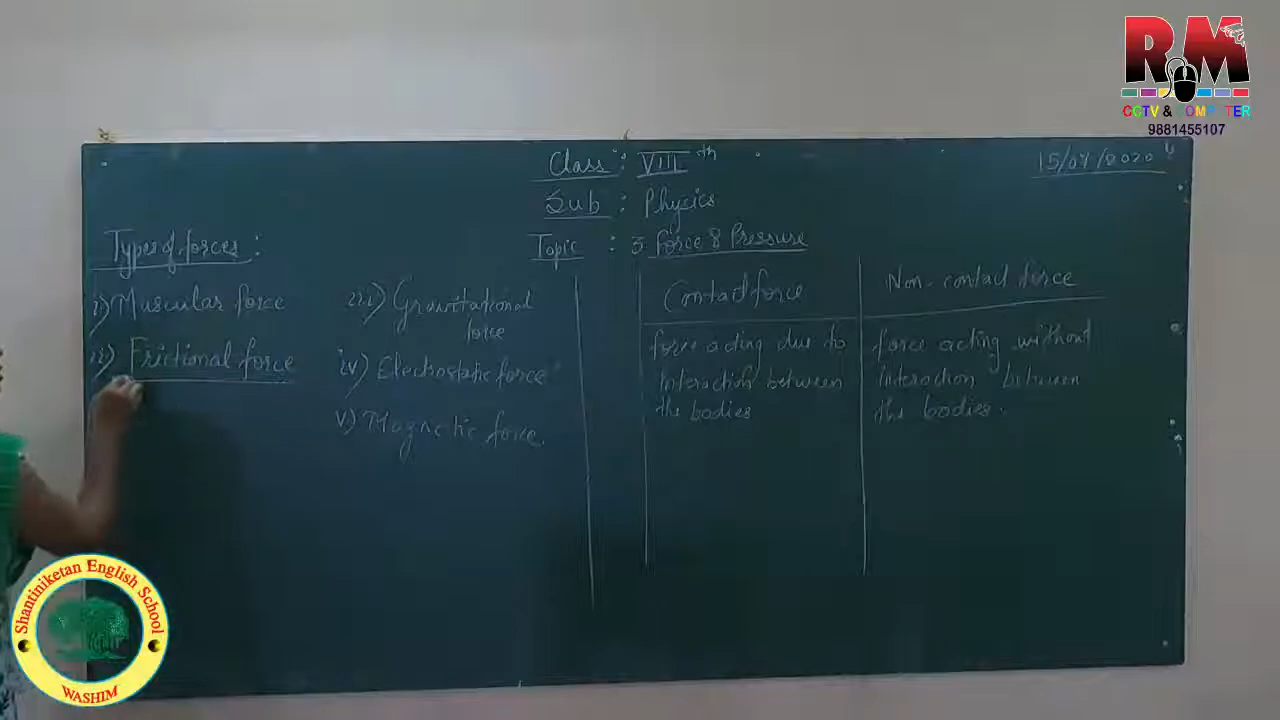 RM
CCTV & COMPUTER
9881455107
Class : VIII th
15/07/2020
Sub : Physics
Topic : 3. Force & Pressure
Types of forces :
i) Muscular force
ii) Frictional force
iii) Gravitational
force
iv) Electrostatic force
v) Magnetic force.
Contact force
force acting due to
interaction between
the bodies
Non-contact force
force acting without
interaction between
the bodies.
Shantiniketan English School
WASHIM